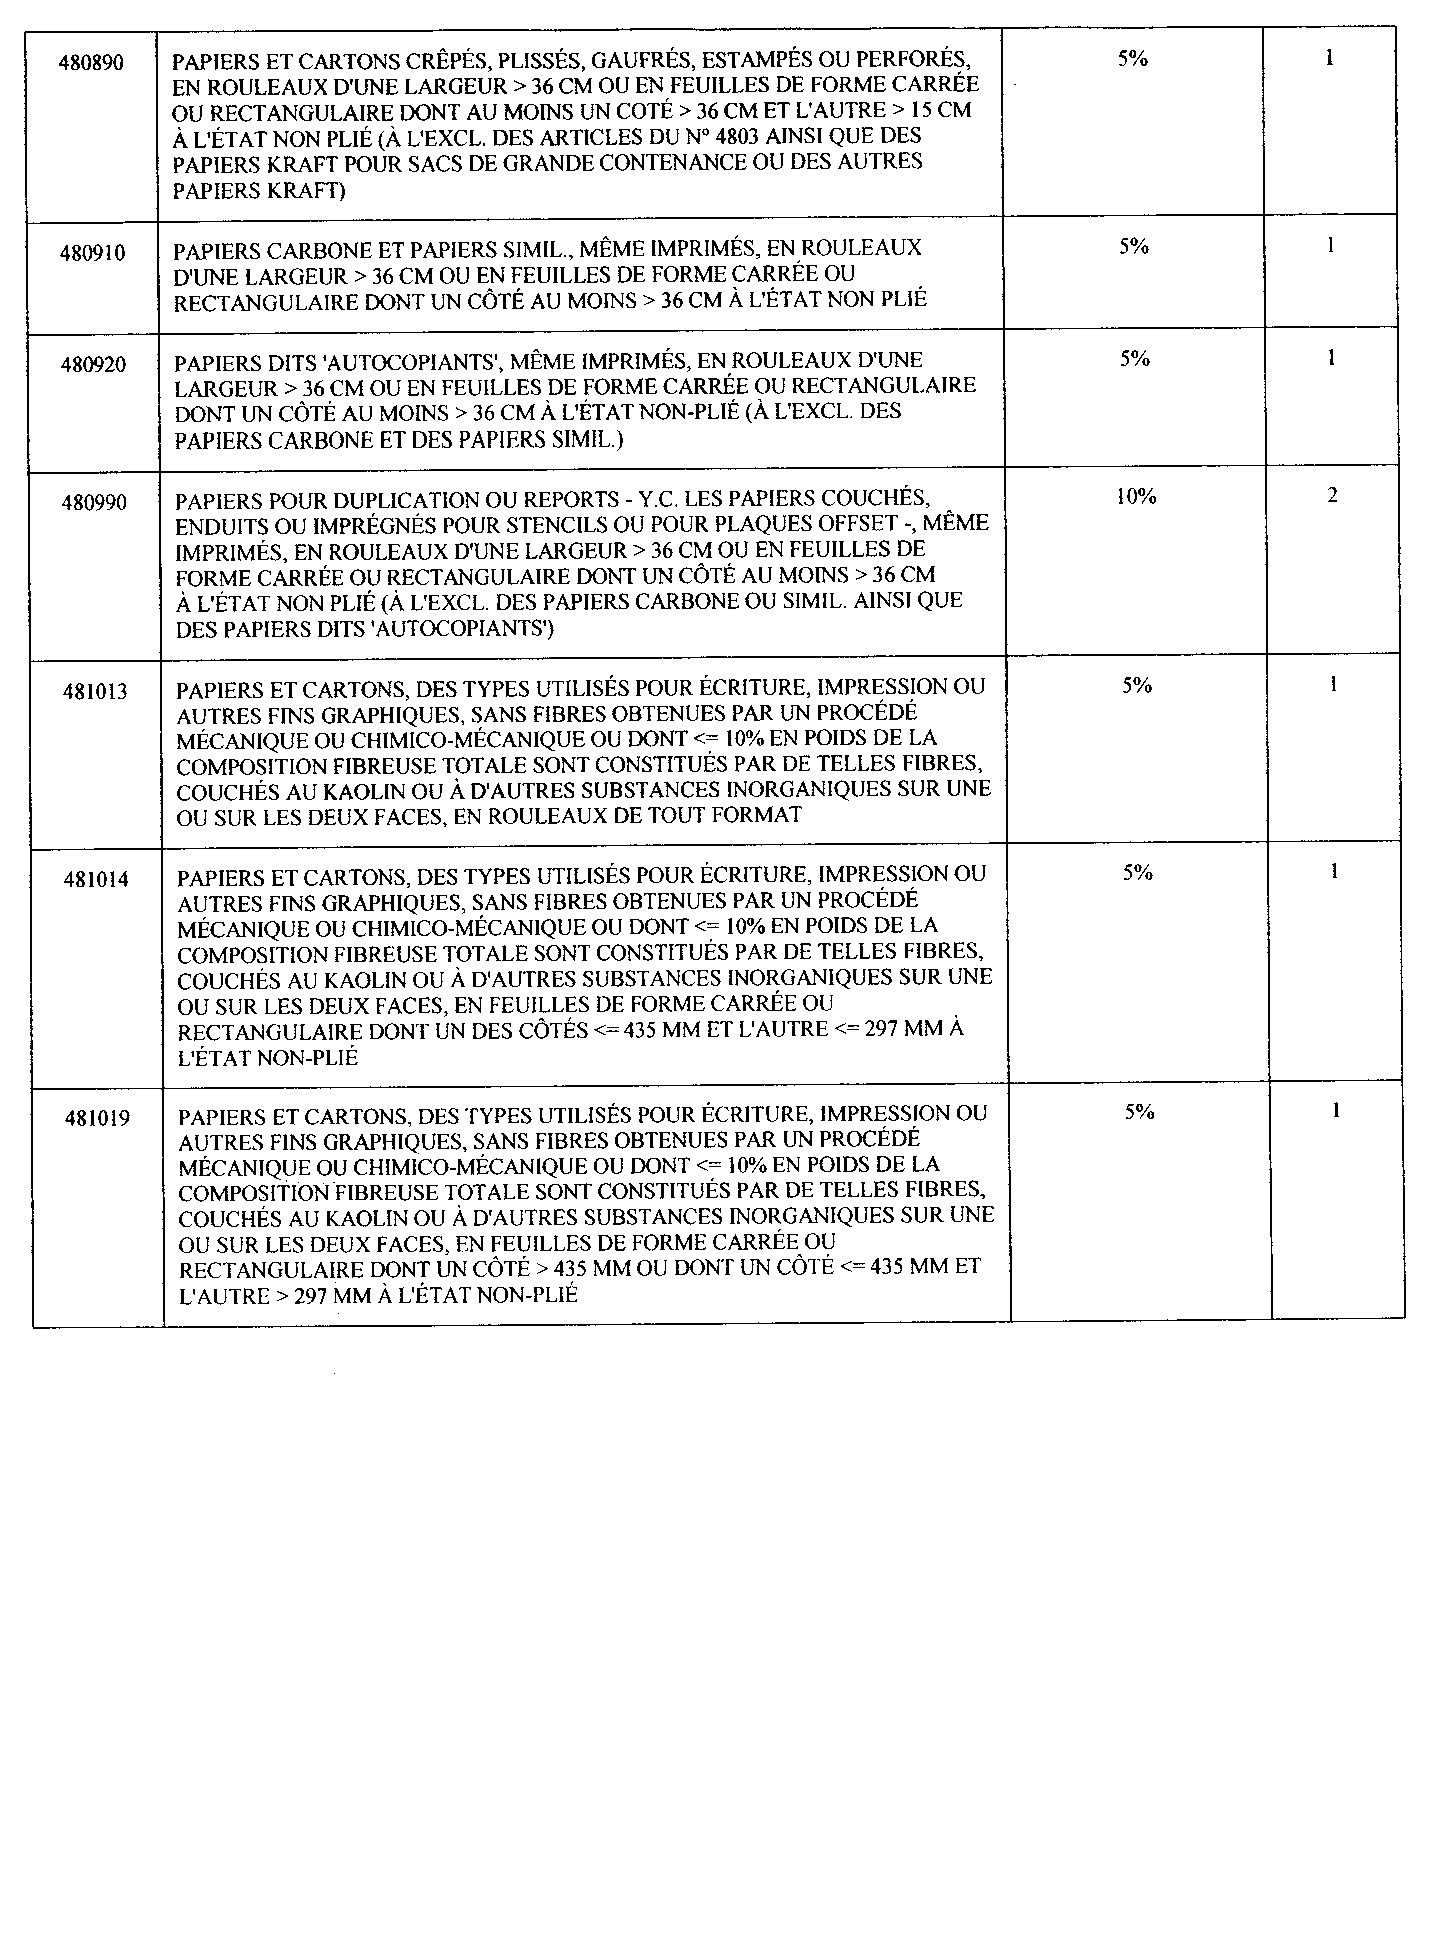 480890
PAPIERS ET CARTONS CRÊPÉS, PLISSÉS, GAUFRÉS, ESTAMPÉS OU PERFORÉS,
EN ROULEAUX D'UNE LARGEUR > 36 CM OU EN FEUILLES DE FORME CARRÉE
OU RECTANGULAIRE DONT AU MOINS UN COTÉ > 36 CM ET L'AUTRE > 15 CM
À L'ÉTAT NON PLIÉ (À L'EXCL. DES ARTICLES DU N° 4803 AINSI QUE DES
PAPIERS KRAFT POUR SACS DE GRANDE CONTENANCE OU DES AUTRES
PAPIERS KRAFT)
5%
1
480910
PAPIERS CARBONE ET PAPIERS SIMIL., MÊME IMPRIMÉS, EN ROULEAUX
D'UNE LARGEUR > 36 CM OU EN FEUILLES DE FORME CARRÉE OU
RECTANGULAIRE DONT UN CÔTÉ AU MOINS > 36 CM À L'ÉTAT NON PLIÉ
5%
1
480920
PAPIERS DITS 'AUTOCOPIANTS', MÊME IMPRIMÉS, EN ROULEAUX D'UNE
LARGEUR > 36 CM OU EN FEUILLES DE FORME CARRÉE OU RECTANGULAIRE
DONT UN CÔTÉ AU MOINS > 36 CM À L'ÉTAT NON-PLIÉ (À L'EXCL. DES
PAPIERS CARBONE ET DES PAPIERS SIMIL.)
5%
1
480990
PAPIERS POUR DUPLICATION OU REPORTS - Y.C. LES PAPIERS COUCHÉS,
ENDUITS OU IMPRÉGNÉS POUR STENCILS OU POUR PLAQUES OFFSET -, MÊME
IMPRIMÉS, EN ROULEAUX D'UNE LARGEUR > 36 CM OU EN FEUILLES DE
FORME CARRÉE OU RECTANGULAIRE DONT UN CÔTÉ AU MOINS > 36 CM
À L'ÉTAT NON PLIÉ (À L'EXCL. DES PAPIERS CARBONE OU SIMIL. AINSI QUE
DES PAPIERS DITS 'AUTOCOPIANTS')
10%
2
481013
PAPIERS ET CARTONS, DES TYPES UTILISÉS POUR ÉCRITURE, IMPRESSION OU
AUTRES FINS GRAPHIQUES, SANS FIBRES OBTENUES PAR UN PROCÉDÉ
MÉCANIQUE OU CHIMICO-MÉCANIQUE OU DONT <= 10% EN POIDS DE LA
COMPOSITION FIBREUSE TOTALE SONT CONSTITUÉS PAR DE TELLES FIBRES,
COUCHÉS AU KAOLIN OU À D'AUTRES SUBSTANCES INORGANIQUES SUR UNE
OU SUR LES DEUX FACES, EN ROULEAUX DE TOUT FORMAT
5%
1
481014
PAPIERS ET CARTONS, DES TYPES UTILISÉS POUR ÉCRITURE, IMPRESSION OU
AUTRES FINS GRAPHIQUES, SANS FIBRES OBTENUES PAR UN PROCÉDÉ
MÉCANIQUE OU CHIMICO-MÉCANIQUE OU DONT <= 10% EN POIDS DE LA
COMPOSITION FIBREUSE TOTALE SONT CONSTITUÉS PAR DE TELLES FIBRES,
COUCHÉS AU KAOLIN OU À D'AUTRES SUBSTANCES INORGANIQUES SUR UNE
OU SUR LES DEUX FACES, EN FEUILLES DE FORME CARRÉE OU
RECTANGULAIRE DONT UN DES CÔTÉS <= 435 MM ET L'AUTRE <= 297 MM À
L'ÉTAT NON-PLIÉ
5%
1
481019
PAPIERS ET CARTONS, DES TYPES UTILISÉS POUR ÉCRITURE, IMPRESSION OU
AUTRES FINS GRAPHIQUES, SANS FIBRES OBTENUES PAR UN PROCÉDÉ
MÉCANIQUE OU CHIMICO-MÉCANIQUE OU DONT <= 10% EN POIDS DE LA
COMPOSITION FIBREUSE TOTALE SONT CONSTITUÉS PAR DE TELLES FIBRES,
COUCHÉS AU KAOLIN OU À D'AUTRES SUBSTANCES INORGANIQUES SUR UNE
OU SUR LES DEUX FACES, EN FEUILLES DE FORME CARRÉE OU
RECTANGULAIRE DONT UN CÔTÉ > 435 MM OU DONT UN CÔTÉ <= 435 MM ET
L'AUTRE > 297 MM À L'ÉTAT NON-PLIÉ
5%
1